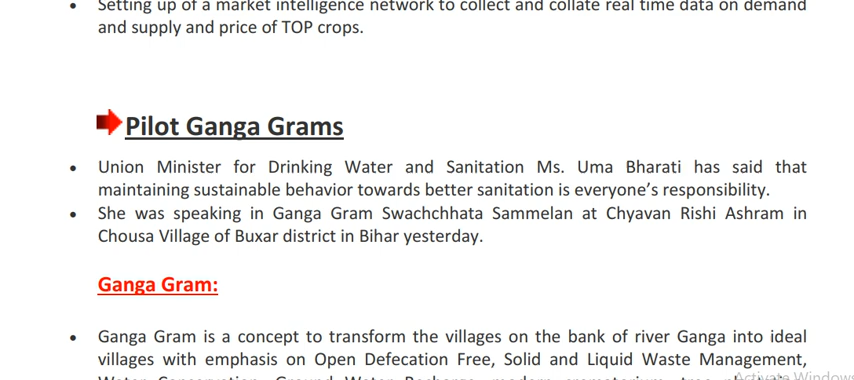 • Setting up of a market intelligence network to collect and collate real time data on demand
and supply and price of TOP crops.
Pilot Ganga Grams
• Union Minister for Drinking Water and Sanitation Ms. Uma Bharati has said that
maintaining sustainable behavior towards better sanitation is everyone's responsibility.
• She was speaking in Ganga Gram Swachchhata Sammelan at Chyavan Rishi Ashram in
Chousa Village of Buxar district in Bihar yesterday.
Ganga Gram:
• Ganga Gram is a concept to transform the villages on the bank of river Ganga into ideal
villages with emphasis on Open Defecation Free, Solid and Liquid Waste Management,
Activate Windows